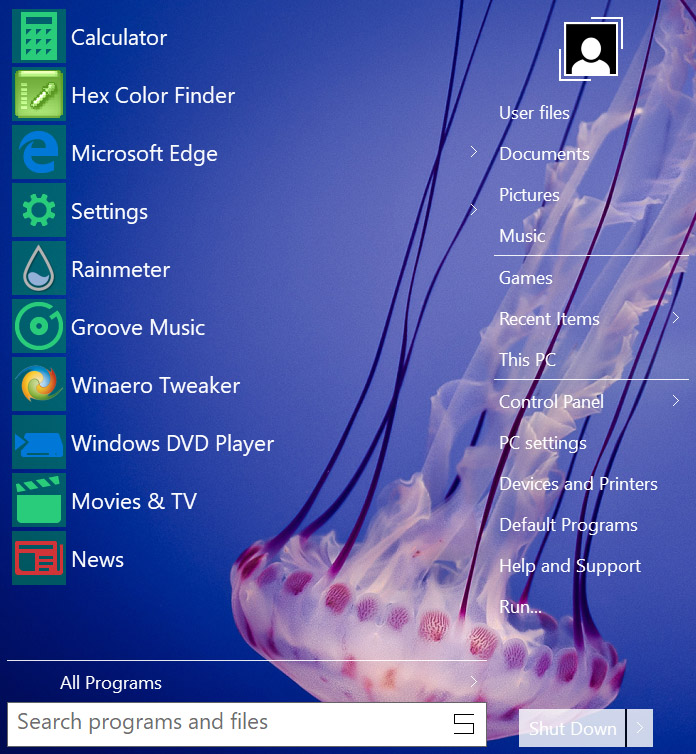 Calculator
Hex Color Finder
Microsoft Edge
Settings
Rainmeter
Groove Music
Winaero Tweaker
Windows DVD Player
Movies & TV
News
All Programs
Search programs and files
User files
Documents
Pictures
Music
Games
Recent Items
This PC
Control Panel
PC settings
Devices and Printers
Default Programs
Help and Support
Run...
Shut Down